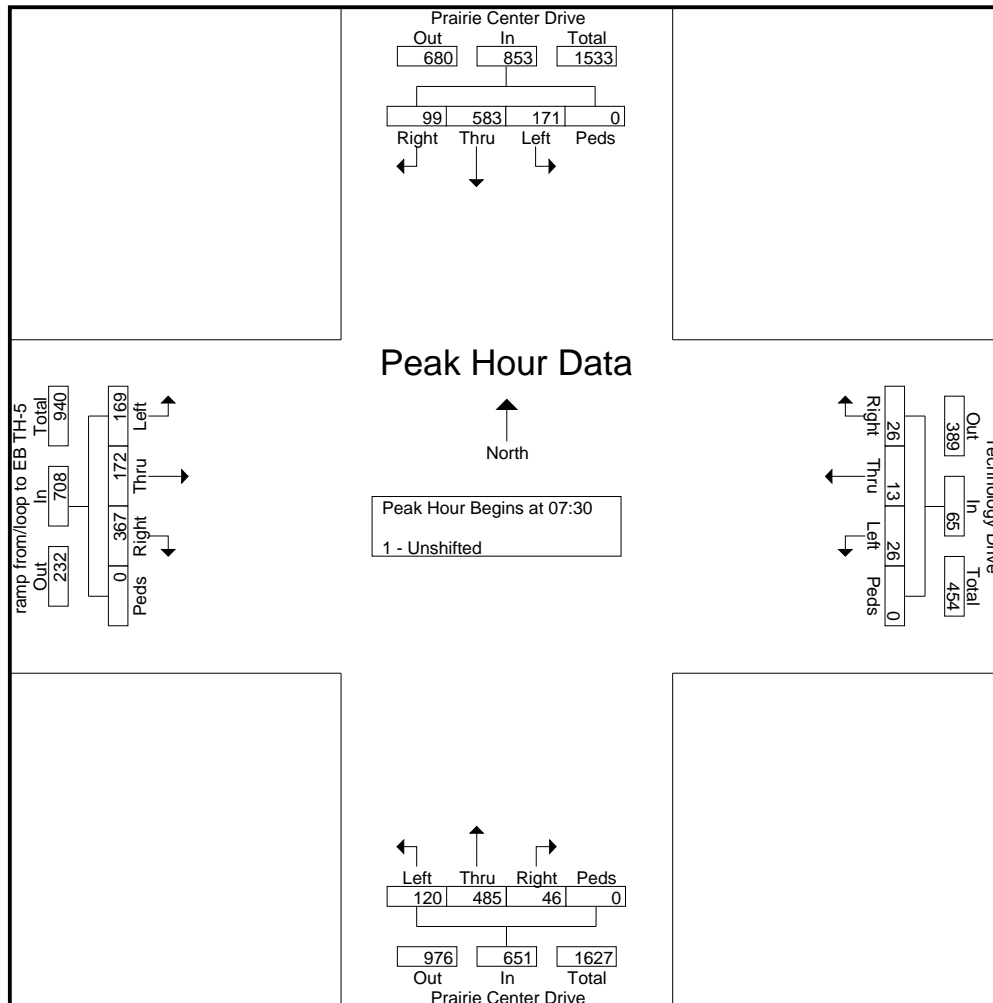 Prairie Center Drive
Out In Total
680 853 1533
99 583 171 0
Right Thru Left Peds
Peak Hour Data
North
Peak Hour Begins at 07:30
1 - Unshifted
ramp from/loop to EB TH-5
Out In Total
232 708 940
0 367 172 169
Peds Right Thru Left
Technology Drive
Out In Total
389 65 454
26 13 26 0
Right Thru Left Peds
Left Thru Right Peds
120 485 46 0
976 651 1627
Out In Total
Prairie Center Drive